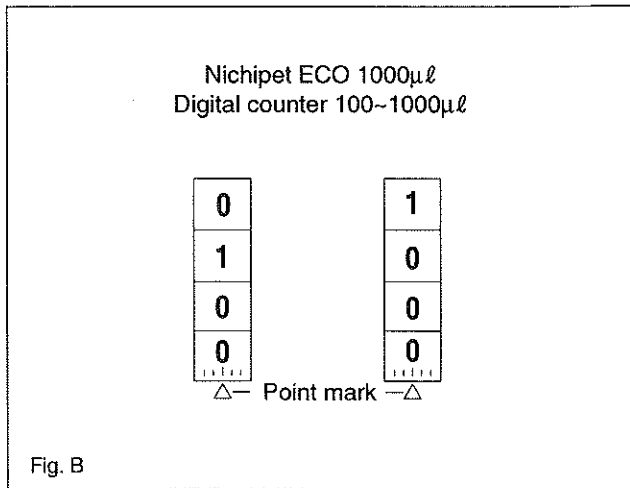 Nichipet ECO 1000µℓ
Digital counter 100~1000µℓ
0 1
1 0
0 0
0 0
△— Point mark —△
Fig. B